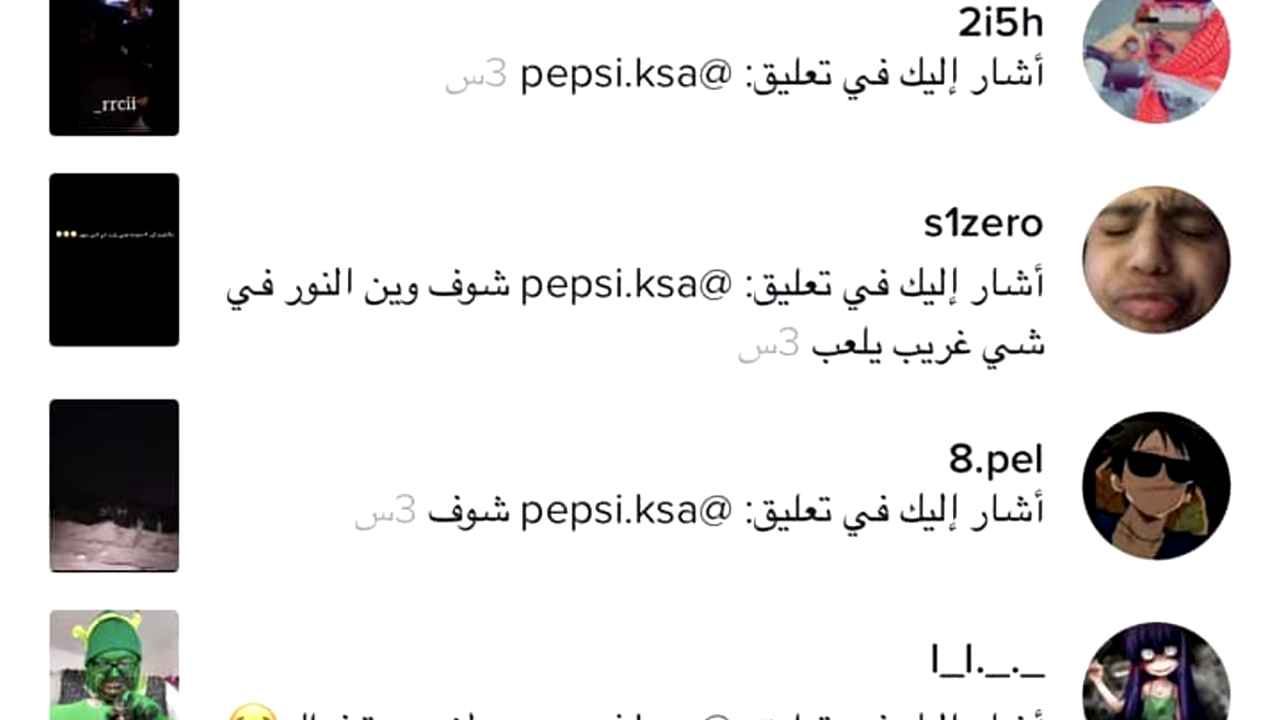 2i5h
أشار إليك في تعليق: @pepsi.ksa 3س
_rrcii
s1zero
أشار إليك في تعليق: @pepsi.ksa شوف وين النور في
شي غريب يلعب 3س
8.pel
أشار إليك في تعليق: @pepsi.ksa شوف 3س
l_l._._